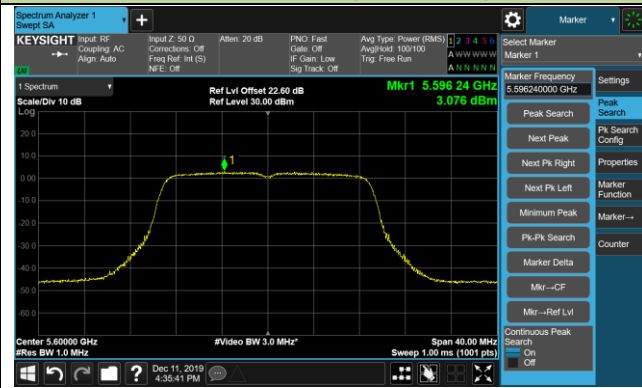 Spectrum Analyzer 1
Swept SA
+
Marker
KEYSIGHT
Input: RF
Coupling: AC
Align: Auto
Input Z: 50 Ω
Corrections: Off
Freq Ref: Int (S)
NFE: Off
Atten: 20 dB
PNO: Fast
Gate: Off
IF Gain: Low
Sig Track: Off
Avg Type: Power (RMS)
Avg|Hold: 100/100
Trig: Free Run
1 2 3 4 5 6
A W W W W W
A N N N N N
LXI
Select Marker
Marker 1
1 Spectrum
Scale/Div 10 dB
Log
Ref Lvl Offset 22.60 dB
Ref Level 30.00 dBm
Mkr1 5.596 24 GHz
3.076 dBm
20.0
10.0
0.00
-10.0
-20.0
-30.0
-40.0
-50.0
-60.0
1
Center 5.60000 GHz
#Res BW 1.0 MHz
#Video BW 3.0 MHz*
Span 40.00 MHz
Sweep 1.00 ms (1001 pts)
Marker Frequency
5.596240000 GHz
Peak Search
Next Peak
Next Pk Right
Next Pk Left
Minimum Peak
Pk-Pk Search
Marker Delta
Mkr→CF
Mkr→Ref Lvl
Continuous Peak
Search
On
Off
Settings
Peak
Search
Pk Search
Config
Properties
Marker
Function
Marker→
Counter
?
Dec 11, 2019
4:35:41 PM